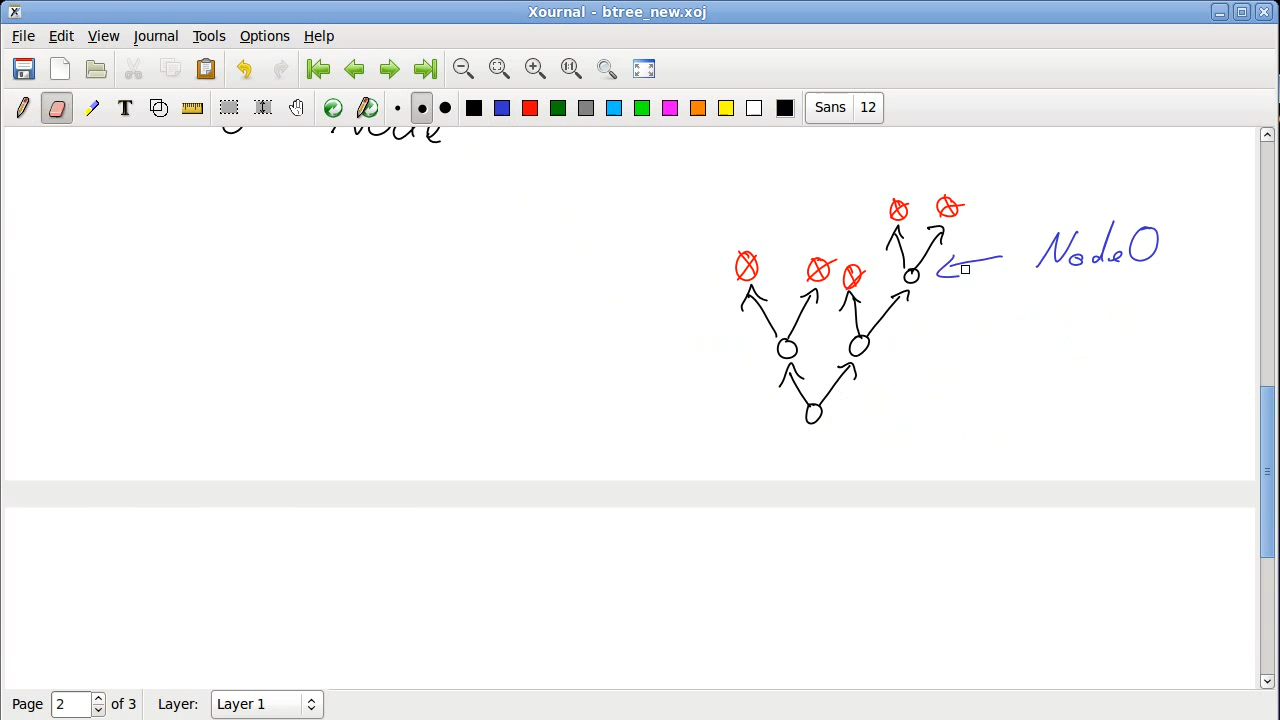 Xournal - btree_new.xoj
File Edit View Journal Tools Options Help
T Sans 12
Node
Node0
Page 2 of 3 Layer: Layer 1